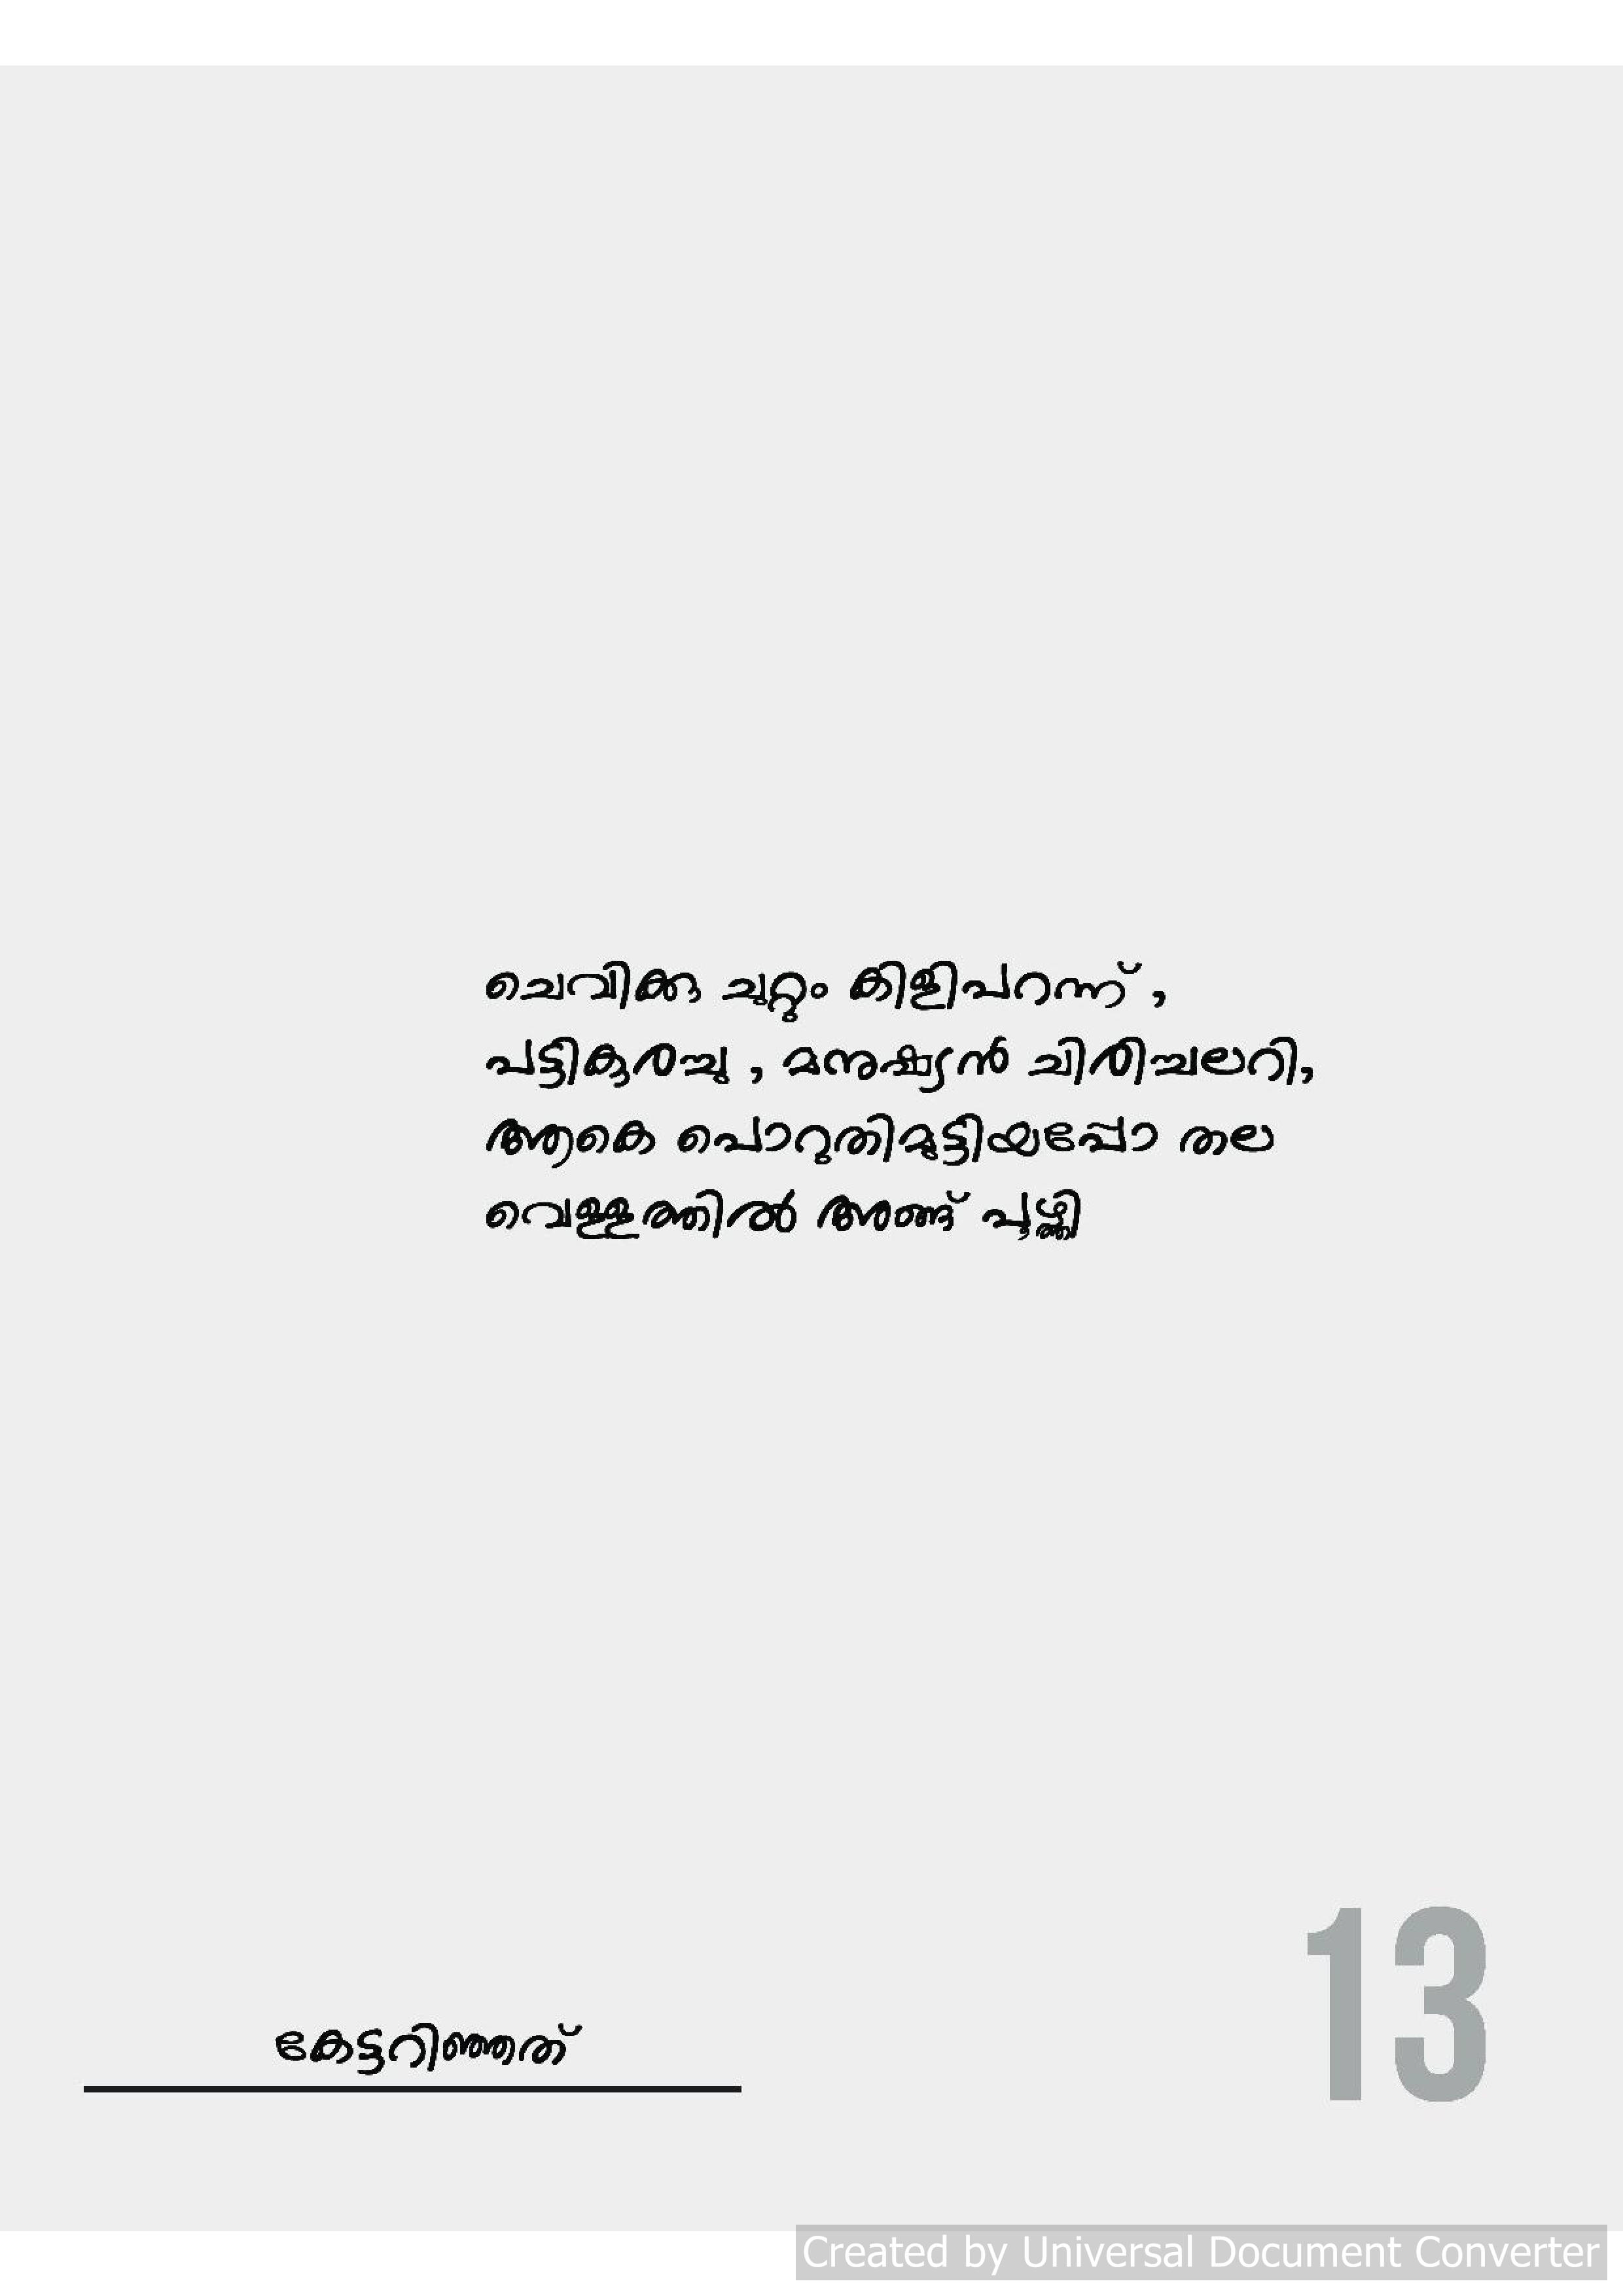 ചെവിക്കു ചുറ്റും കിളിപറന്ന് ,
പട്ടികുരച്ചു , മനുഷ്യൻ ചിരിച്ചലറി,
ആകെ പൊറുതിമുട്ടിയപ്പോ തല
വെള്ളത്തിൽ അങ്ങ് പൂഴ്ത്തി
കേട്ടറിഞ്ഞത്
13
Created by Universal Document Converter